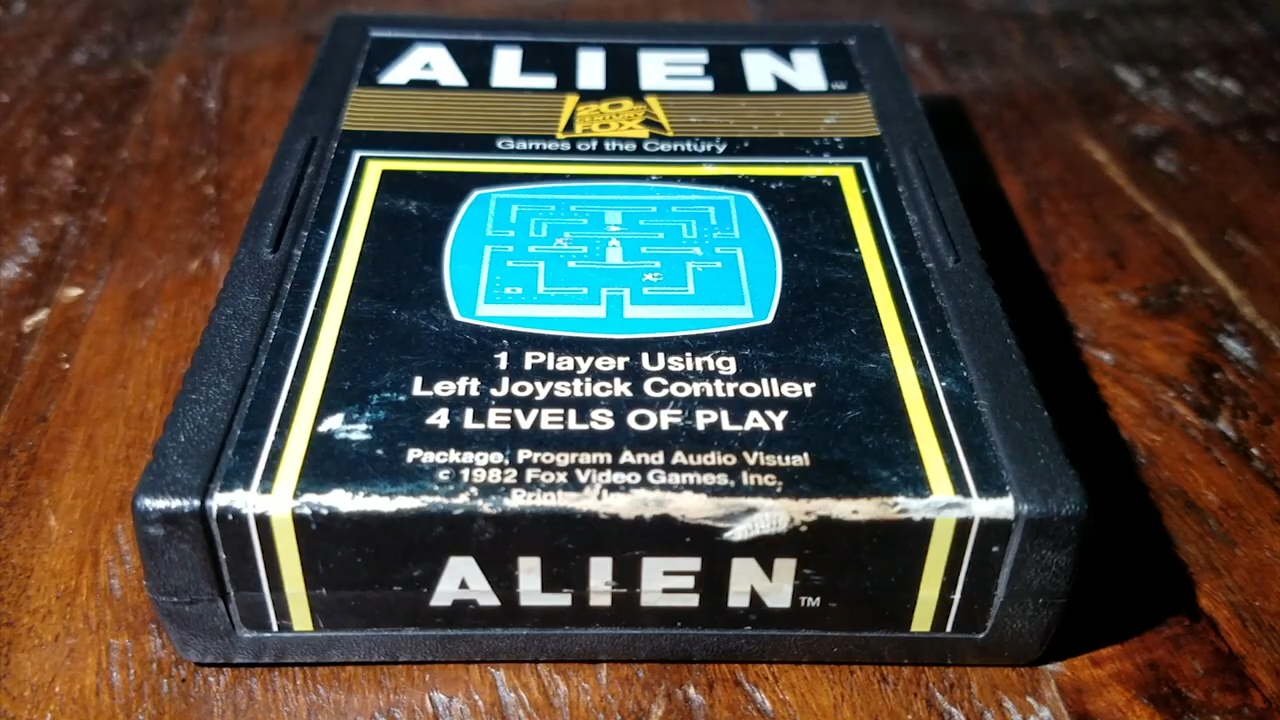 ALIEN
20th
CENTURY
FOX
Games of the Century
1 Player Using
Left Joystick Controller
4 LEVELS OF PLAY
Package, Program And Audio Visual
© 1982 Fox Video Games, Inc.
ALIEN™